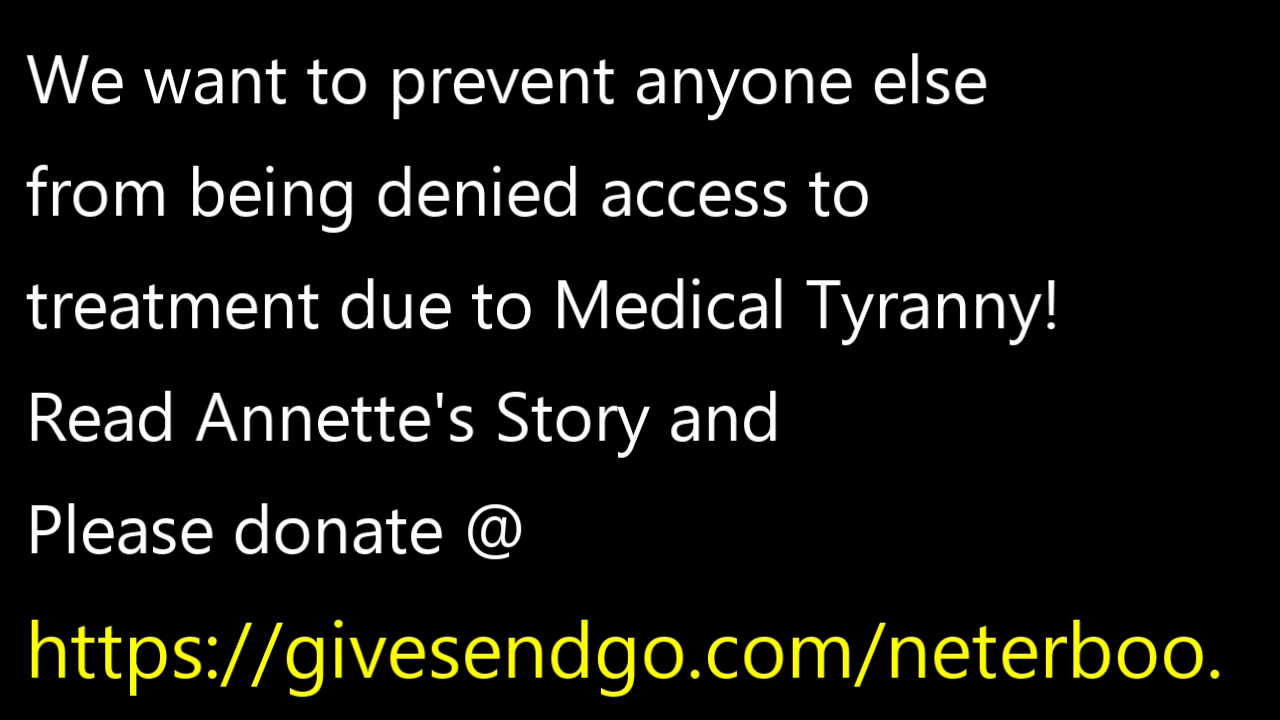 We want to prevent anyone else
from being denied access to
treatment due to Medical Tyranny!
Read Annette's Story and
Please donate @
https://givesendgo.com/neterboo.